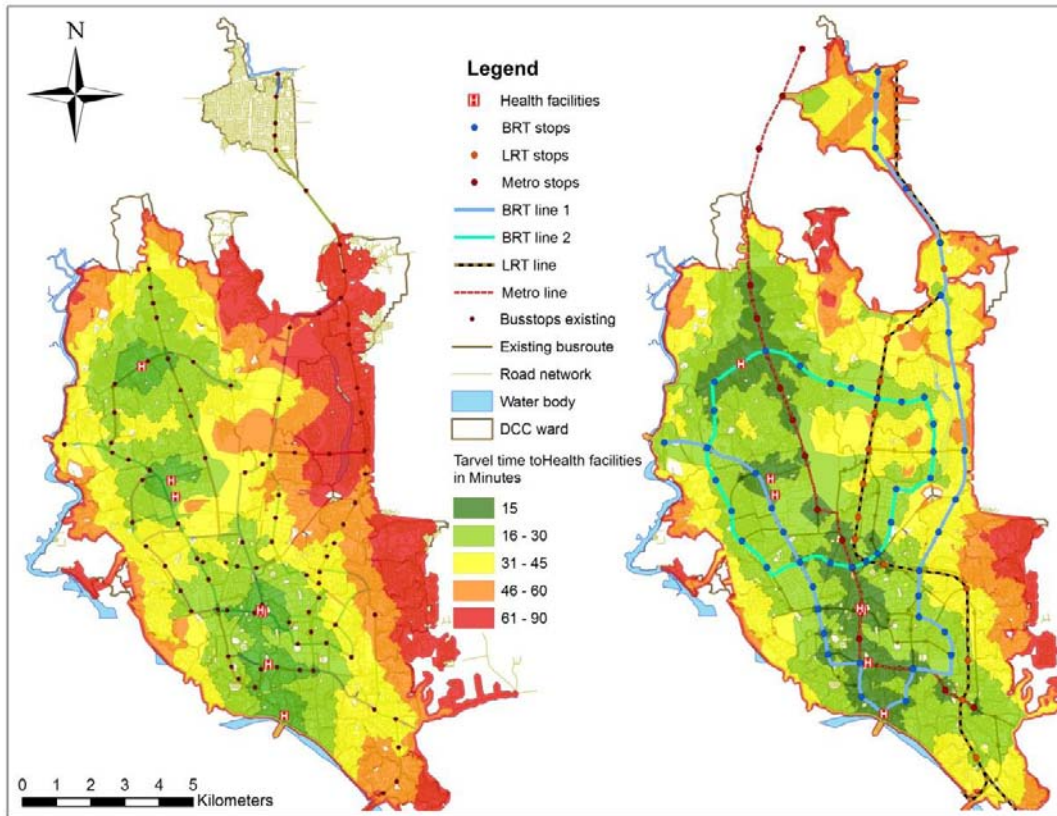 N
Legend
H Health facilities
BRT stops
LRT stops
Metro stops
BRT line 1
BRT line 2
LRT line
Metro line
Busstops existing
Existing busroute
Road network
Water body
DCC ward
Tarvel time toHealth facilities
in Minutes
15
16 - 30
31 - 45
46 - 60
61 - 90
H
H
H
H
H
H
H
H
H
H
H
H
0 1 2 3 4 5
Kilometers